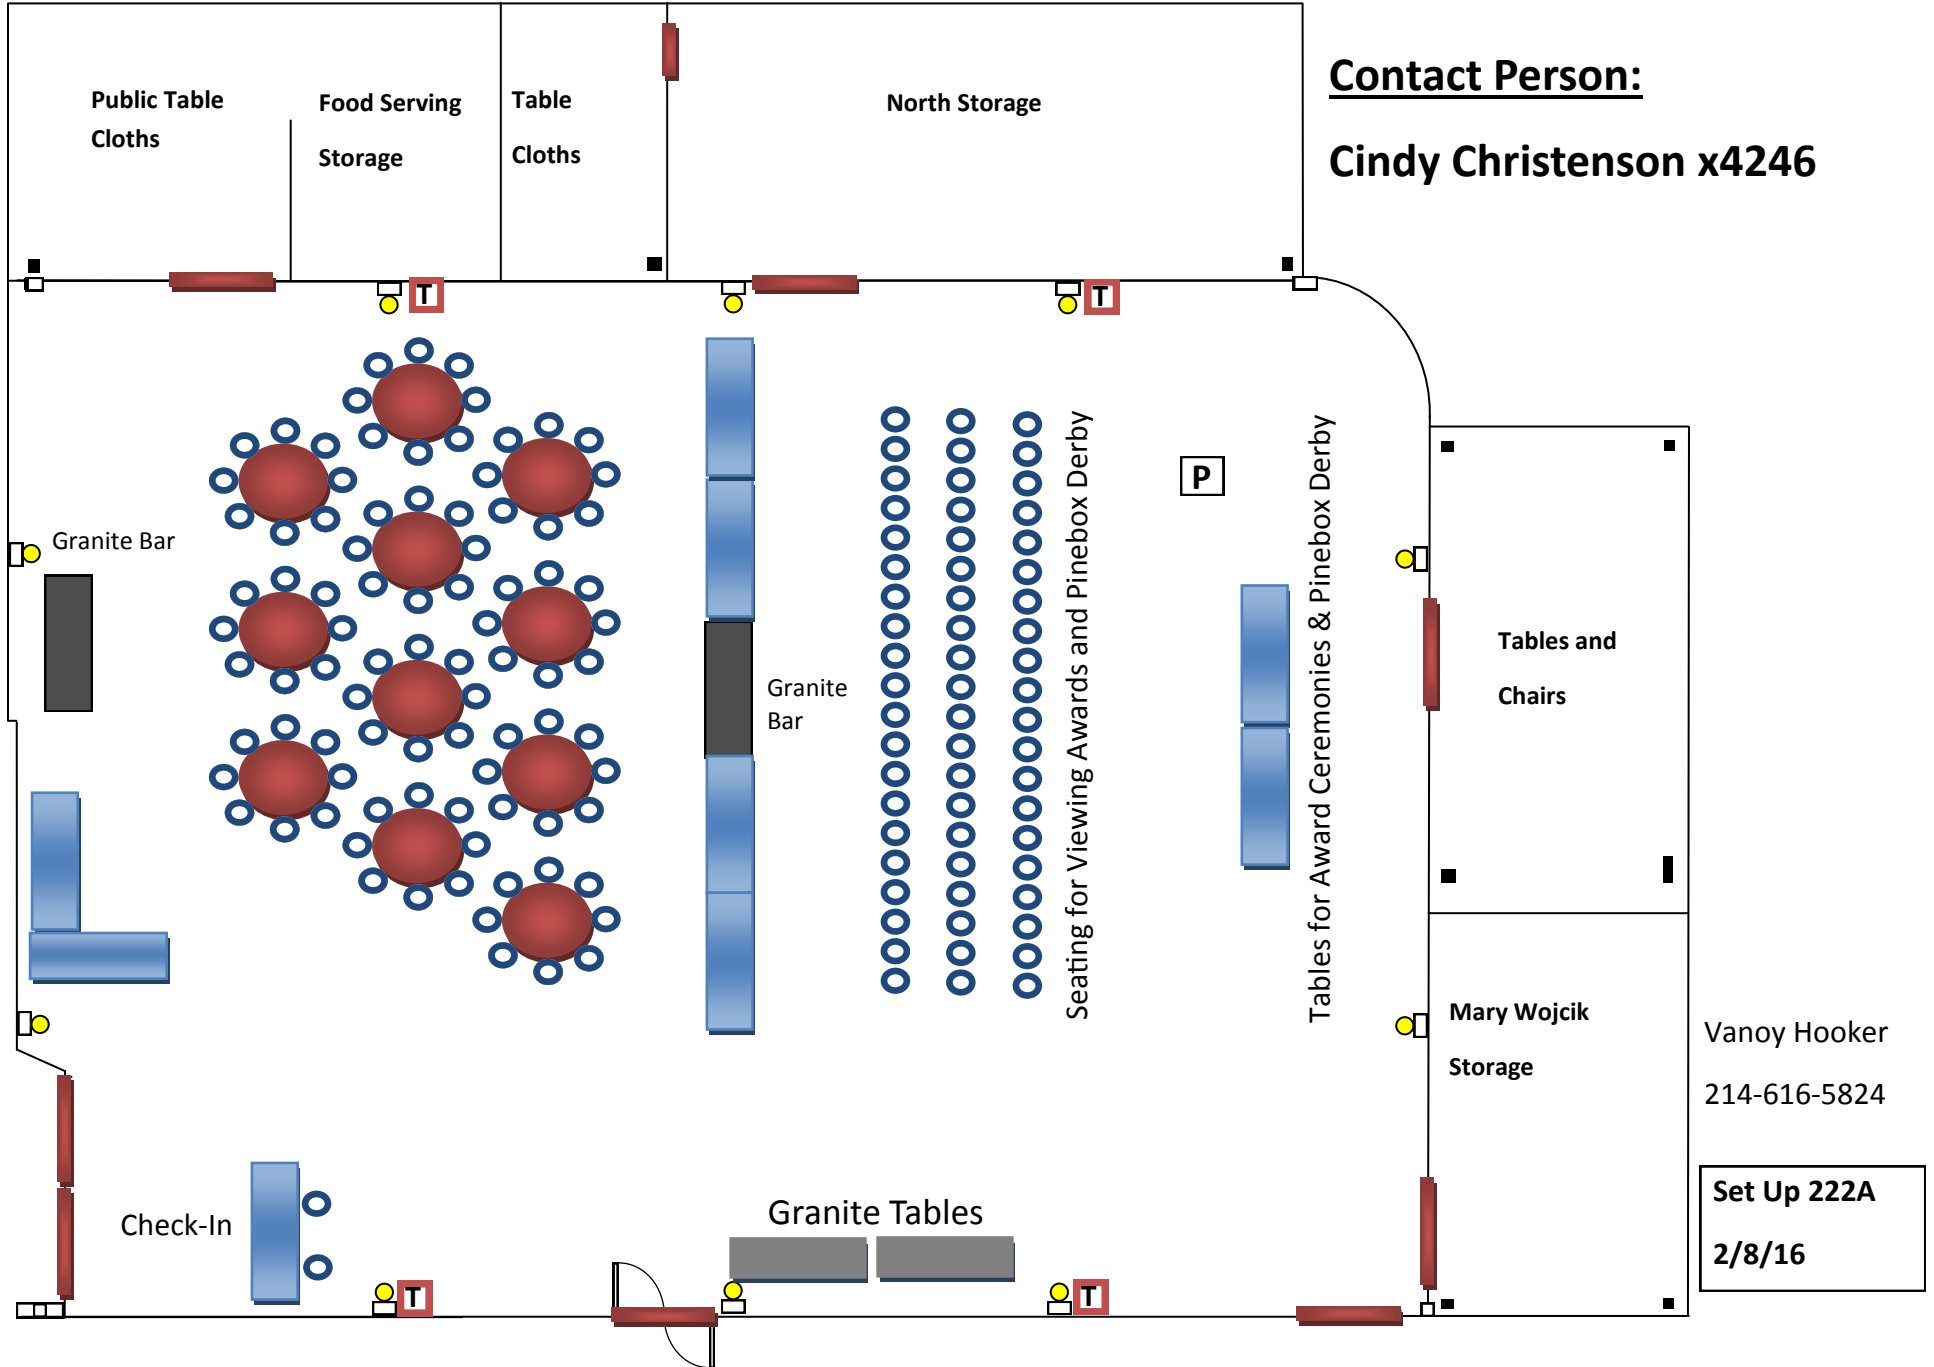 Public Table
Cloths
Food Serving
Storage
Table
Cloths
North Storage
Contact Person:
Cindy Christenson x4246
T
T
Granite Bar
Granite
Bar
Seating for Viewing Awards and Pinebox Derby
P
Tables for Award Ceremonies & Pinebox Derby
Tables and
Chairs
Mary Wojcik
Storage
Vanoy Hooker
214-616-5824
Set Up 222A
2/8/16
Check-In
Granite Tables
T
T